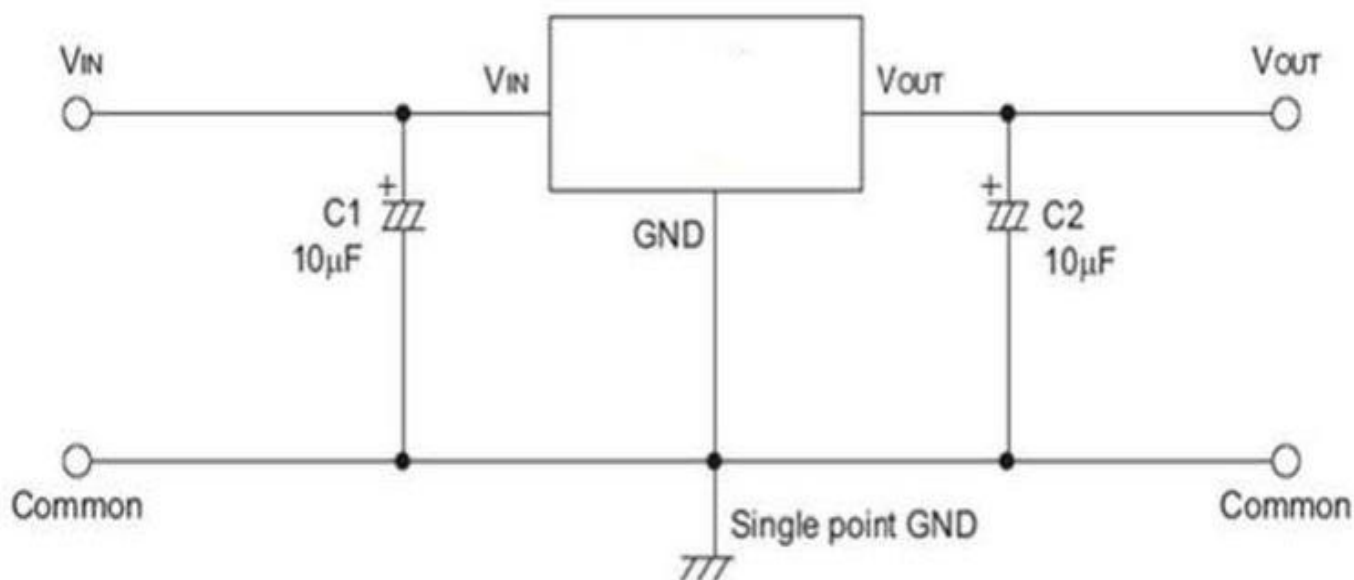 VIN
VIN
VOUT
VOUT
+
C1
10µF
GND
+
C2
10µF
Common
Single point GND
Common